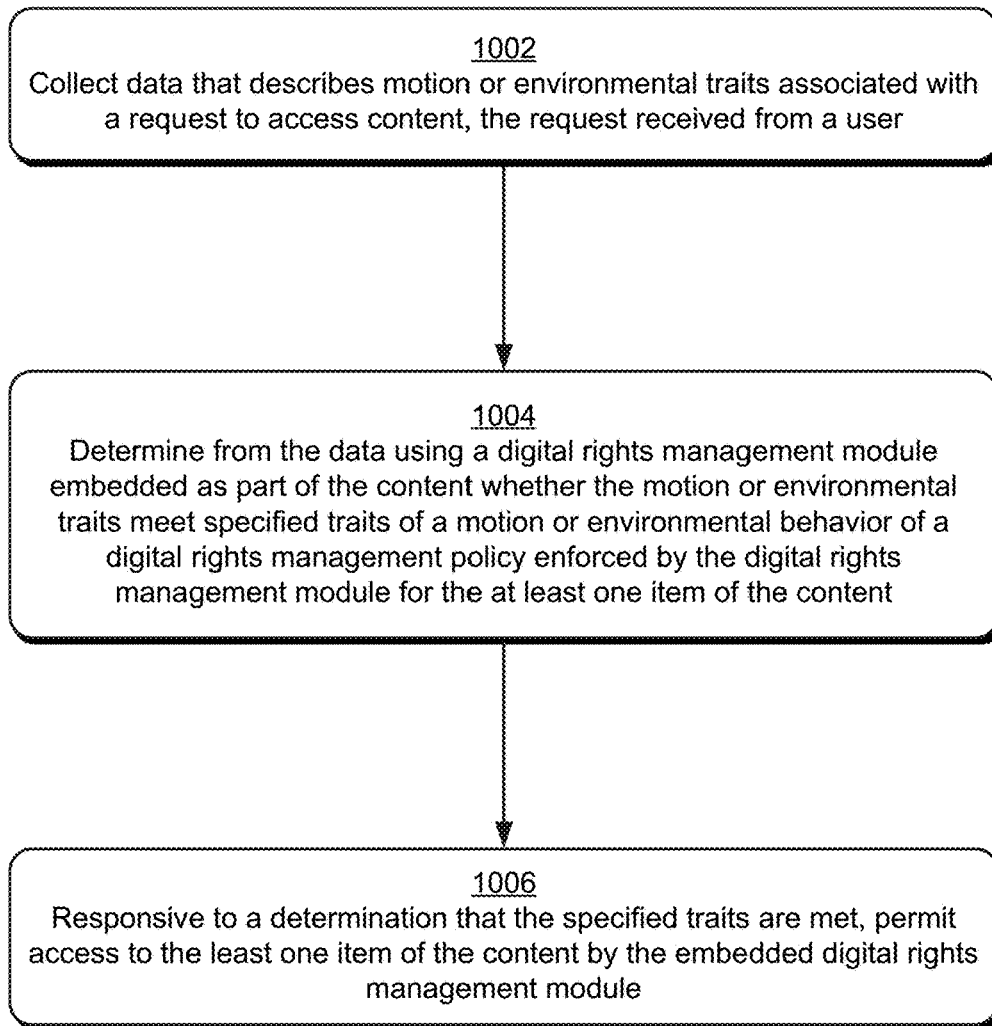 1002
Collect data that describes motion or environmental traits associated with
a request to access content, the request received from a user
1004
Determine from the data using a digital rights management module
embedded as part of the content whether the motion or environmental
traits meet specified traits of a motion or environmental behavior of a
digital rights management policy enforced by the digital rights
management module for the at least one item of the content
1006
Responsive to a determination that the specified traits are met, permit
access to the least one item of the content by the embedded digital rights
management module